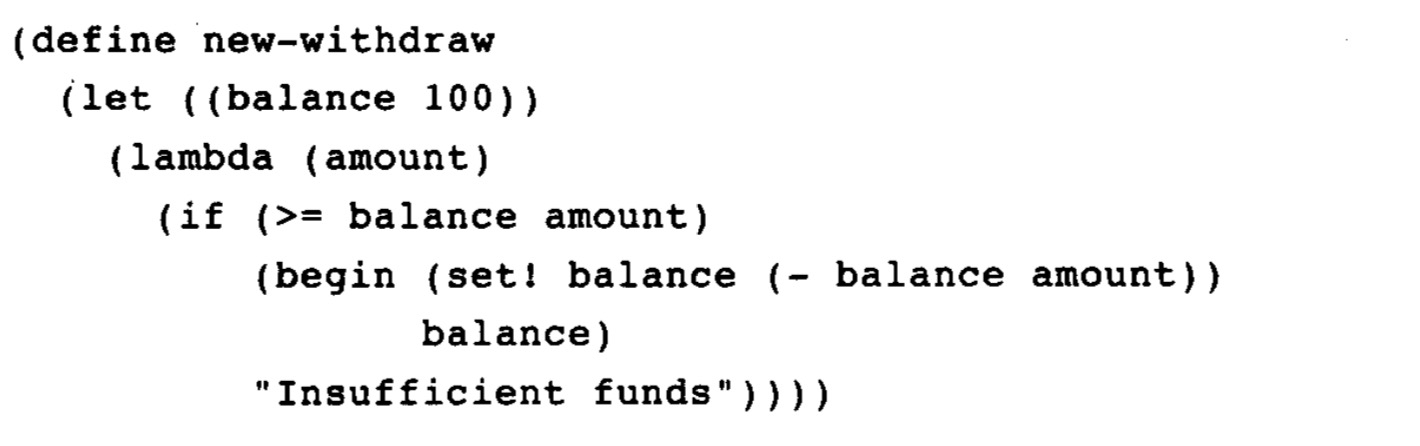 (define new-withdraw
  (let ((balance 100))
    (lambda (amount)
      (if (>= balance amount)
          (begin (set! balance (- balance amount))
                 balance)
          "Insufficient funds"))))